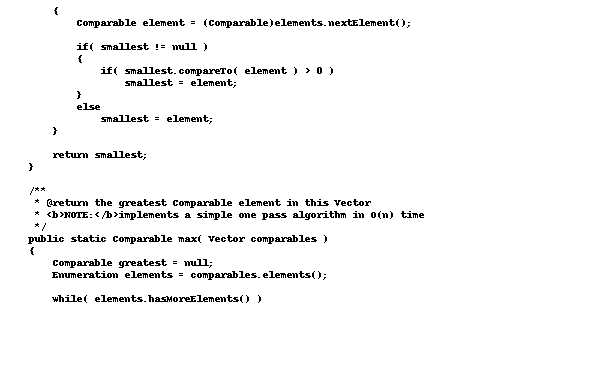 {
Comparable element = (Comparable)elements.nextElement();
if( smallest != null )
{
if( smallest.compareTo( element ) > 0 )
smallest = element;
}
else
smallest = element;
}
return smallest;
}
/**
* @return the greatest Comparable element in this Vector
* <b>NOTE:</b>implements a simple one pass algorithm in O(n) time
*/
public static Comparable max( Vector comparables )
{
Comparable greatest = null;
Enumeration elements = comparables.elements();
while( elements.hasMoreElements() )